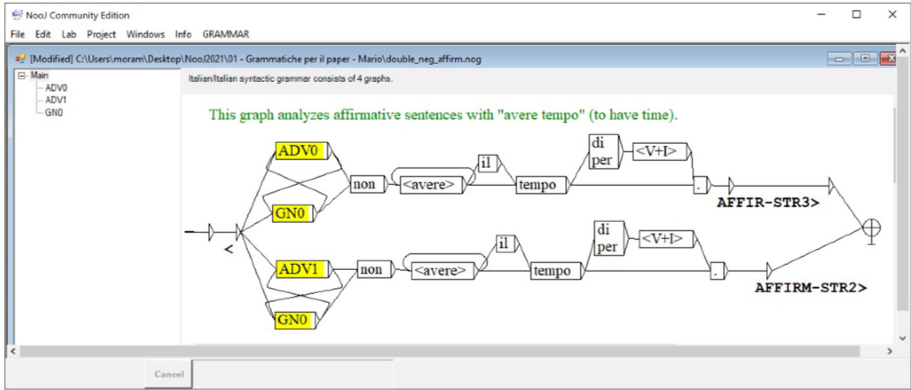 NooJ Community Edition
File Edit Lab Project Windows Info GRAMMAR
[Modified] C:\Users\moram\Desktop\NooJ2021\01 - Grammatiche per il paper - Mario\double_neg_affirm.nog
Main
ADV0
ADV1
GN0
Italian/Italian syntactic grammar consists of 4 graphs.
This graph analyzes affirmative sentences with "avere tempo" (to have time).
ADV0
GN0
non
<avere>
il
tempo
di
per
<V+I>
.
AFFIR-STR3>
<
ADV1
GN0
non
<avere>
il
tempo
di
per
<V+I>
.
AFFIRM-STR2>
Cancel